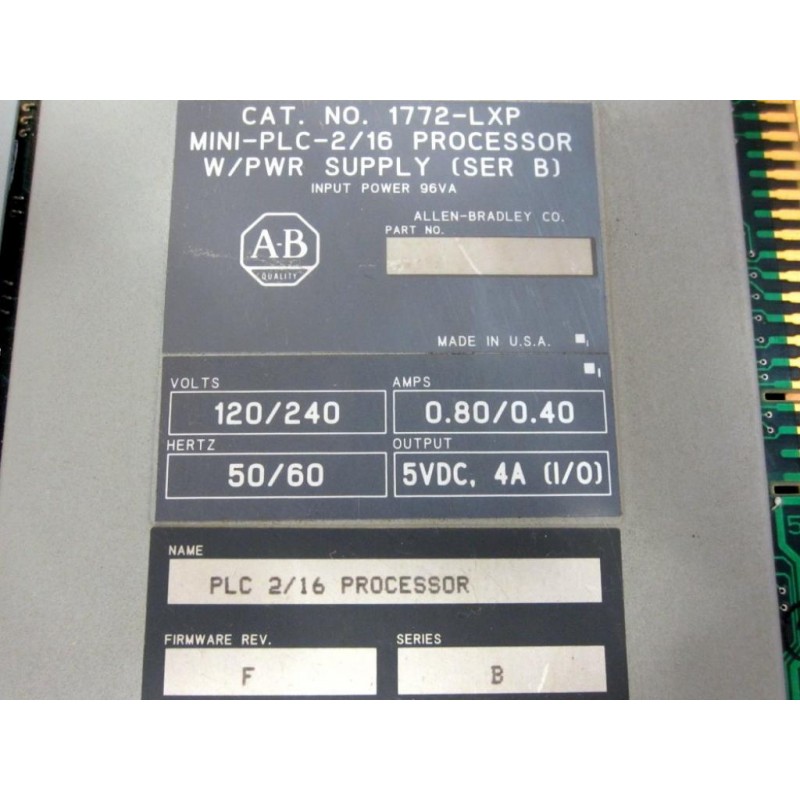 CAT. NO. 1772-LXP
MINI-PLC-2/16 PROCESSOR
W/PWR SUPPLY (SER B)
INPUT POWER 96VA
ALLEN-BRADLEY CO.
PART NO.
A·B
QUALITY
MADE IN U.S.A.
VOLTS
AMPS
120/240
0.80/0.40
HERTZ
OUTPUT
50/60
5VDC, 4A (I/O)
NAME
PLC 2/16 PROCESSOR
FIRMWARE REV.
SERIES
F
B
5